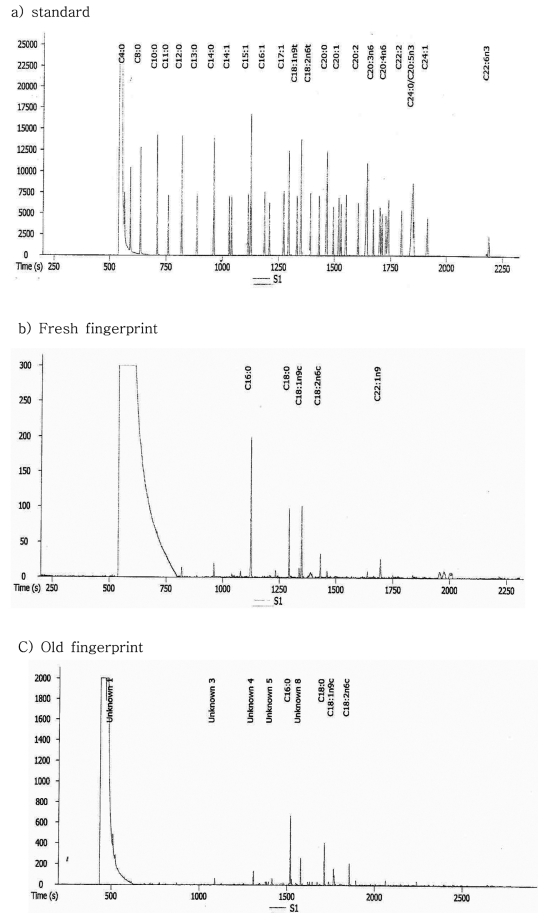 a) standard
C4:0 C8:0 C10:0 C11:0 C12:0 C13:0 C14:0 C14:1 C15:1 C16:1 C17:1 C18:1n9t C18:2n6t C20:0 C20:1 C20:2 C20:3n6 C20:4n6 C22:2 C24:0/C20:5n3 C24:1 C22:6n3
25000
22500
20000
17500
15000
12500
10000
7500
5000
2500
0
Time (s) 250 500 750 1000 1250 1500 1750 2000 2250
S1
b) Fresh fingerprint
C16:0 C18:0 C18:1n9c C18:2n6c C22:1n9
300
250
200
150
100
50
0
Time (s) 250 500 750 1000 1250 1500 1750 2000 2250
S1
C) Old fingerprint
Unknown 1 Unknown 3 Unknown 4 Unknown 5 C16:0 Unknown 8 C18:0 C18:1n9c C18:2n6c
2000
1800
1600
1400
1200
1000
800
600
400
200
0
Time (s) 500 1000 1500 2000 2500
S1